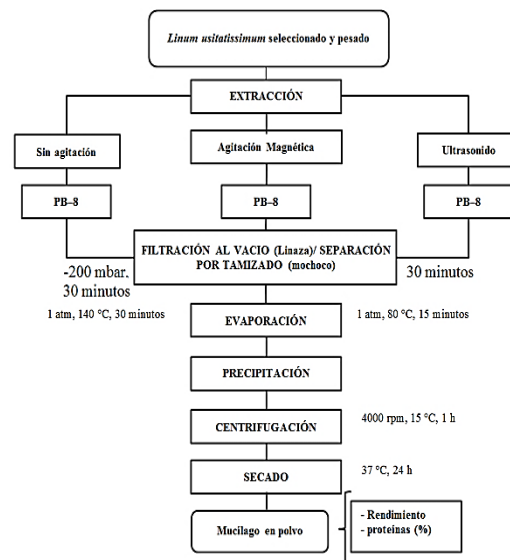 Linum usitatissimum seleccionado y pesado
EXTRACCIÓN
Sin agitación
Agitación Magnética
Ultrasonido
PB–8
PB–8
PB–8
FILTRACIÓN AL VACIO (Linaza)/ SEPARACIÓN
POR TAMIZADO (mochoco)
-200 mbar,
30 minutos
30 minutos
1 atm, 140 °C, 30 minutos
EVAPORACIÓN
1 atm, 80 °C, 15 minutos
PRECIPITACIÓN
CENTRIFUGACIÓN
4000 rpm, 15 °C, 1 h
SECADO
37 °C, 24 h
Mucílago en polvo
- Rendimiento
- proteínas (%)